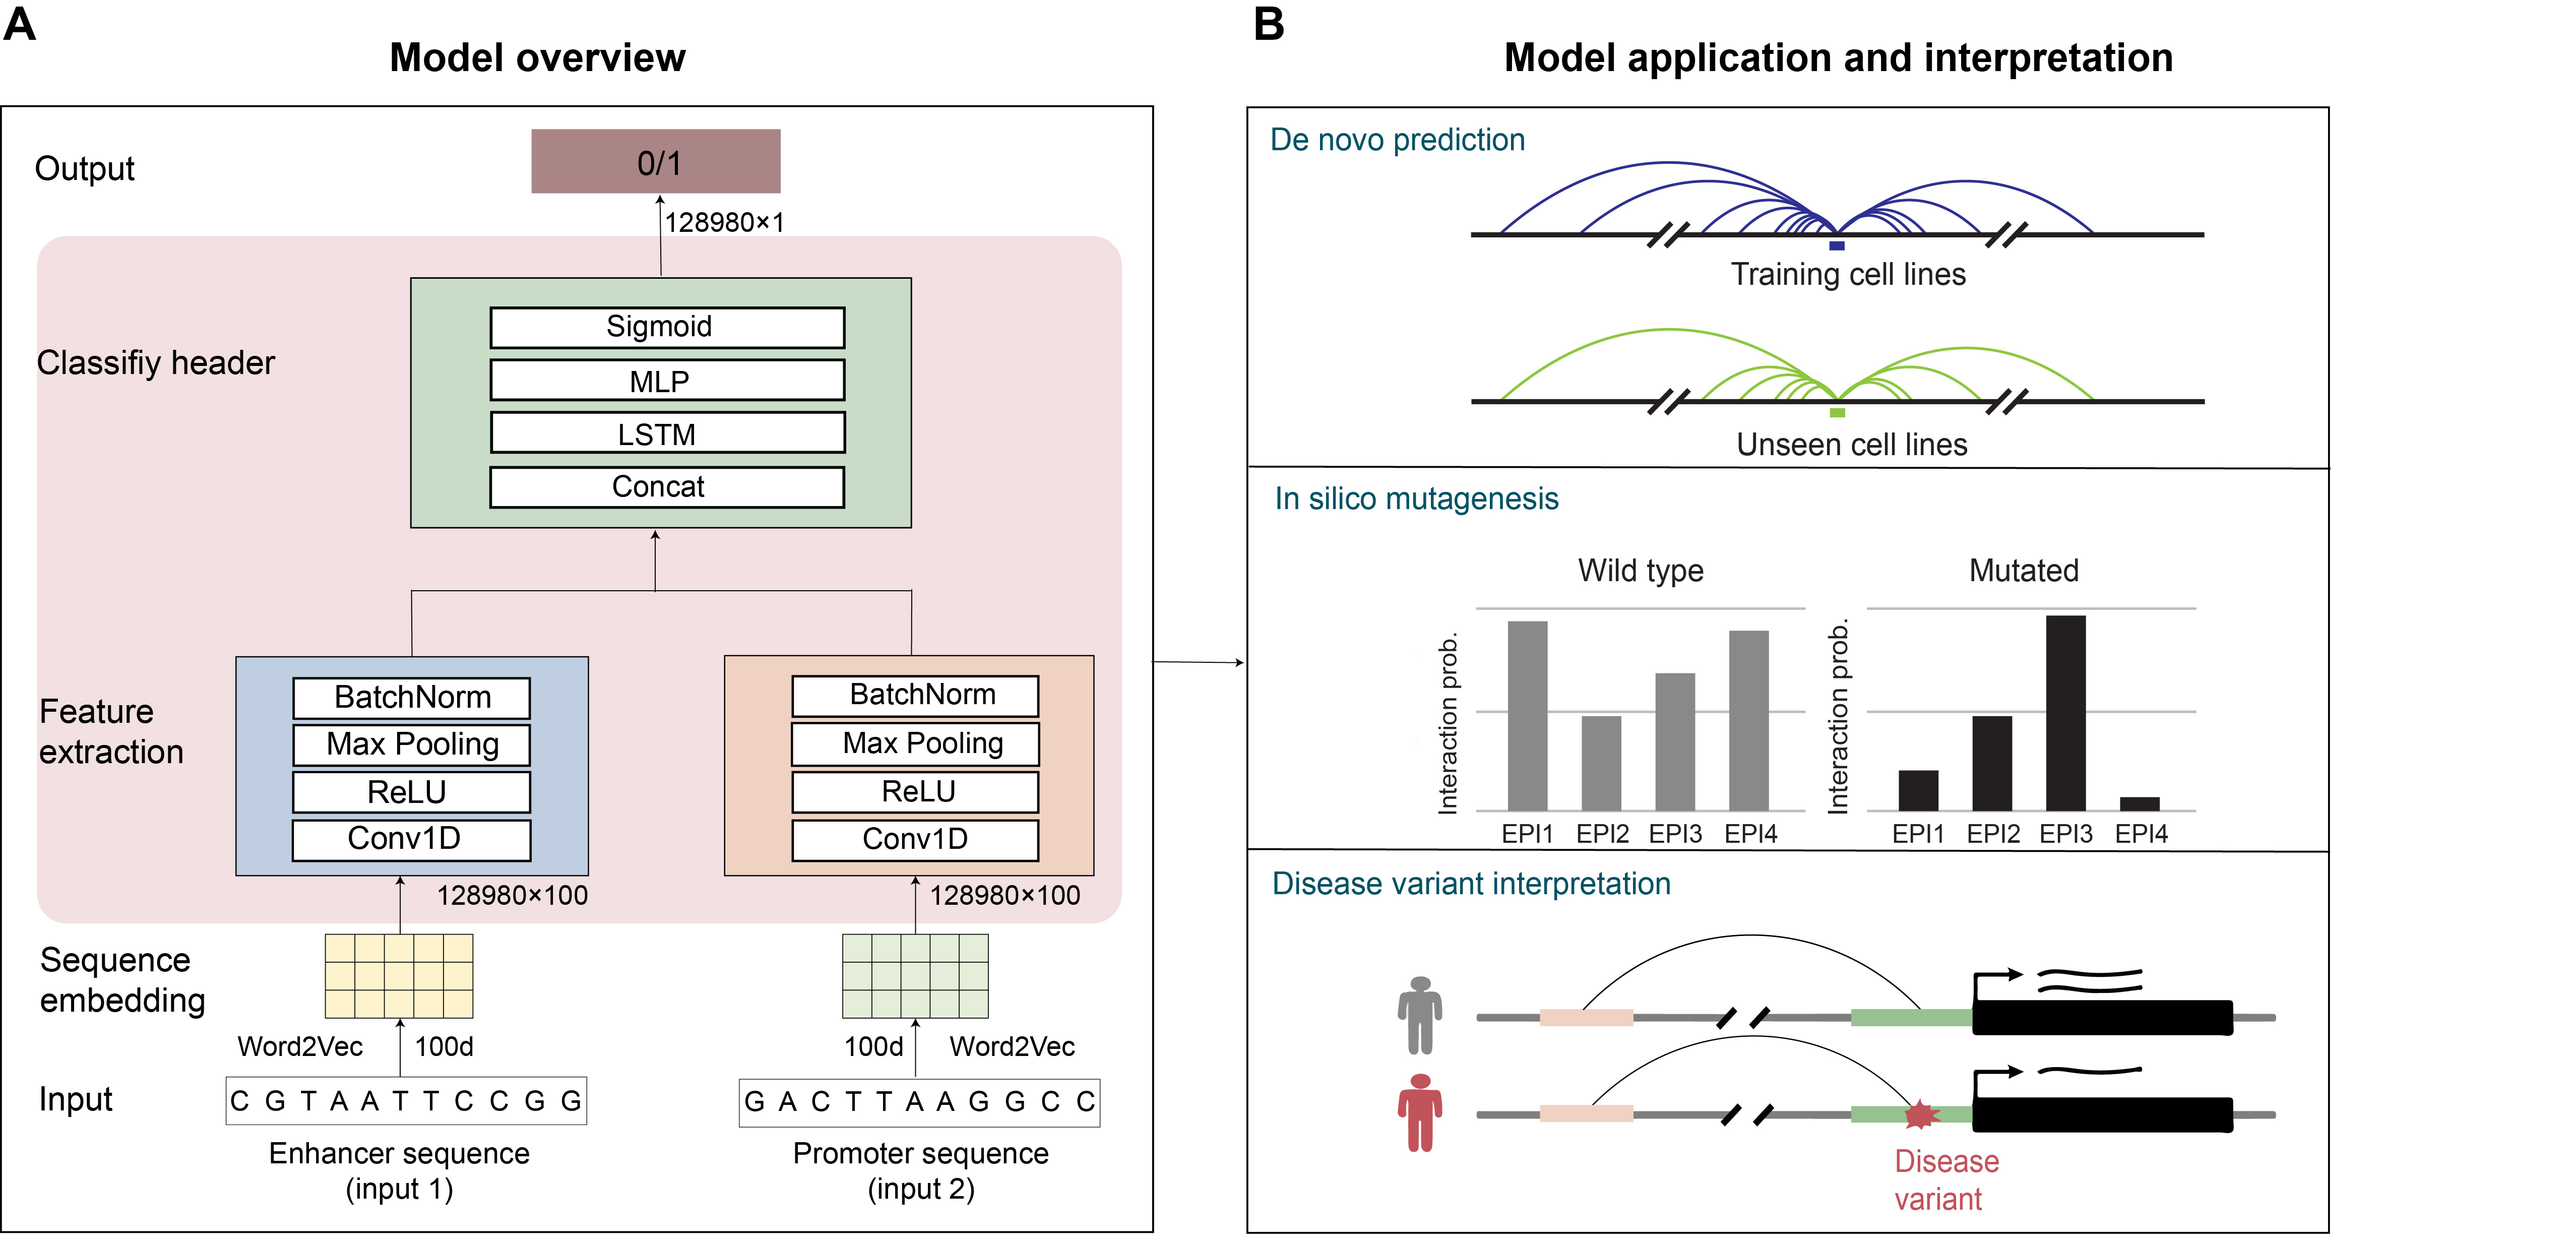 A
Model overview
Output
0/1
128980×1
Classifiy header
Sigmoid
MLP
LSTM
Concat
Feature
extraction
BatchNorm
Max Pooling
ReLU
Conv1D
BatchNorm
Max Pooling
ReLU
Conv1D
128980×100
128980×100
Sequence
embedding
Word2Vec
100d
100d
Word2Vec
Input
C G T A A T T C C G G
G A C T T A A G G C C
Enhancer sequence
(input 1)
Promoter sequence
(input 2)
B
Model application and interpretation
De novo prediction
Training cell lines
Unseen cell lines
In silico mutagenesis
Wild type
Interaction prob.
EPI1 EPI2 EPI3 EPI4
Mutated
Interaction prob.
EPI1 EPI2 EPI3 EPI4
Disease variant interpretation
Disease
variant